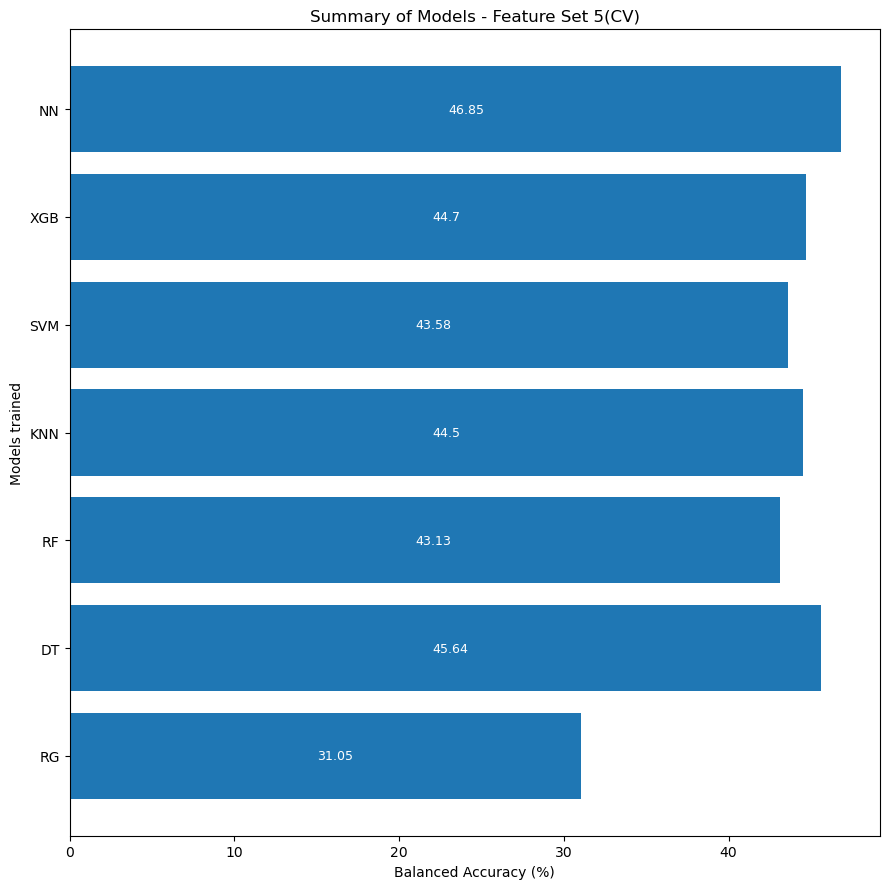 Summary of Models - Feature Set 5(CV)
NN
46.85
XGB
44.7
SVM
43.58
KNN
44.5
RF
43.13
DT
45.64
RG
31.05
Models trained
0 10 20 30 40
Balanced Accuracy (%)